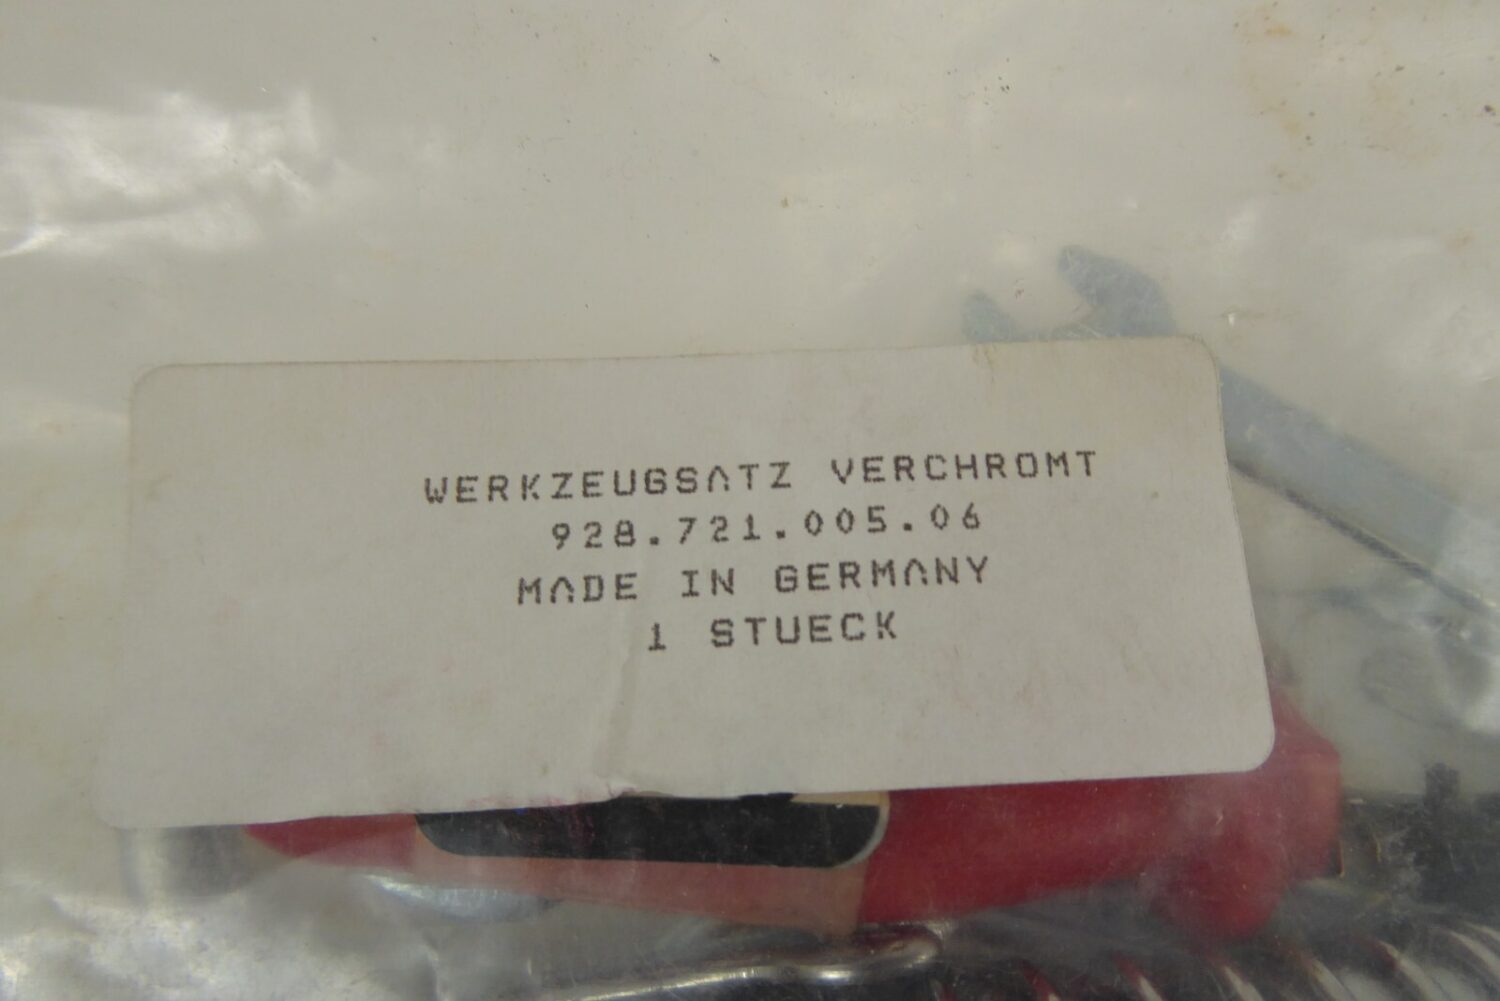 WERKZEUGSATZ VERCHROMT
928.721.005.06
MADE IN GERMANY
1 STUECK